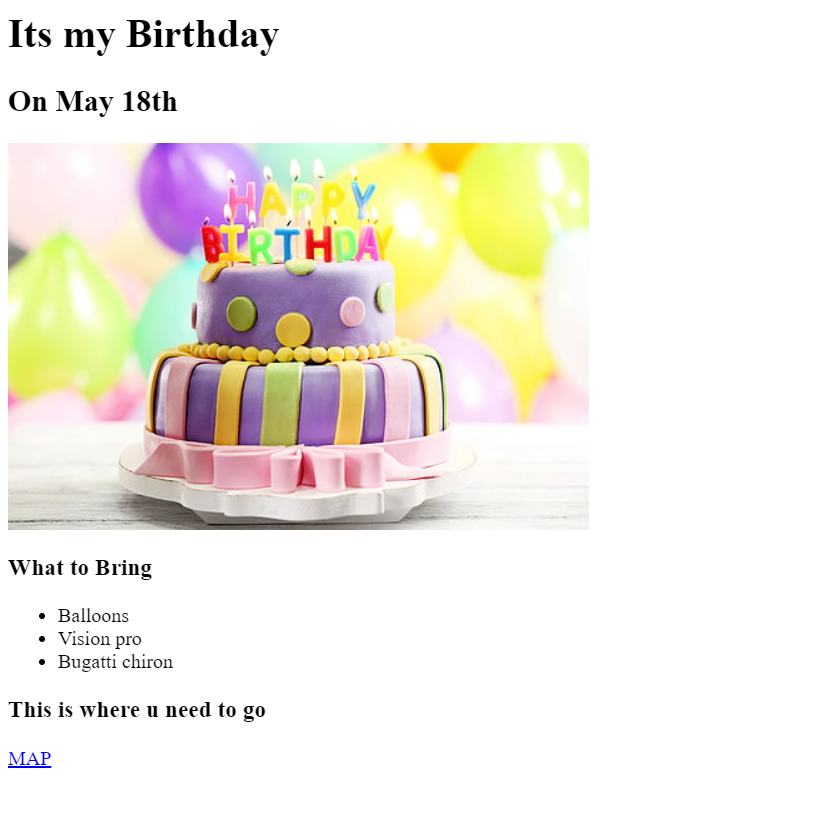 Its my Birthday
On May 18th
HAPPY
BIRTHDAY
What to Bring
Balloons
Vision pro
Bugatti chiron
This is where u need to go
MAP